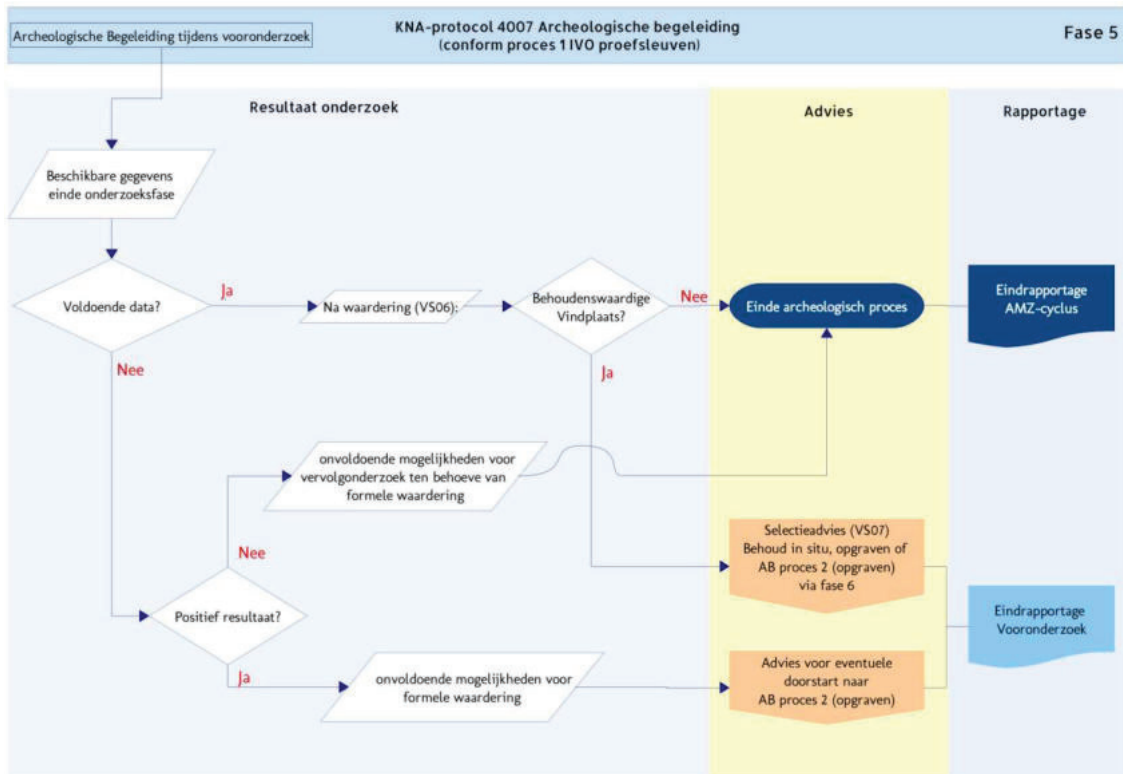 Archeologische Begeleiding tijdens vooronderzoek
KNA-protocol 4007 Archeologische begeleiding
(conform proces 1 IVO proefsleuven)
Fase 5
Resultaat onderzoek
Advies
Rapportage
Beschikbare gegevens
einde onderzoeksfase
Voldoende data?
Ja
Na waardering (VS06):
Behoudenswaardige
Vindplaats?
Nee
Einde archeologisch proces
Eindrapportage
AMZ-cyclus
Nee
Ja
onvoldoende mogelijkheden voor
vervolgonderzoek ten behoeve van
formele waardering
Selectieadvies (VS07)
Behoud in situ, opgraven of
AB proces 2 (opgraven)
via fase 6
Nee
Positief resultaat?
Eindrapportage
Vooronderzoek
Ja
onvoldoende mogelijkheden voor
formele waardering
Advies voor eventuele
doorstart naar
AB proces 2 (opgraven)